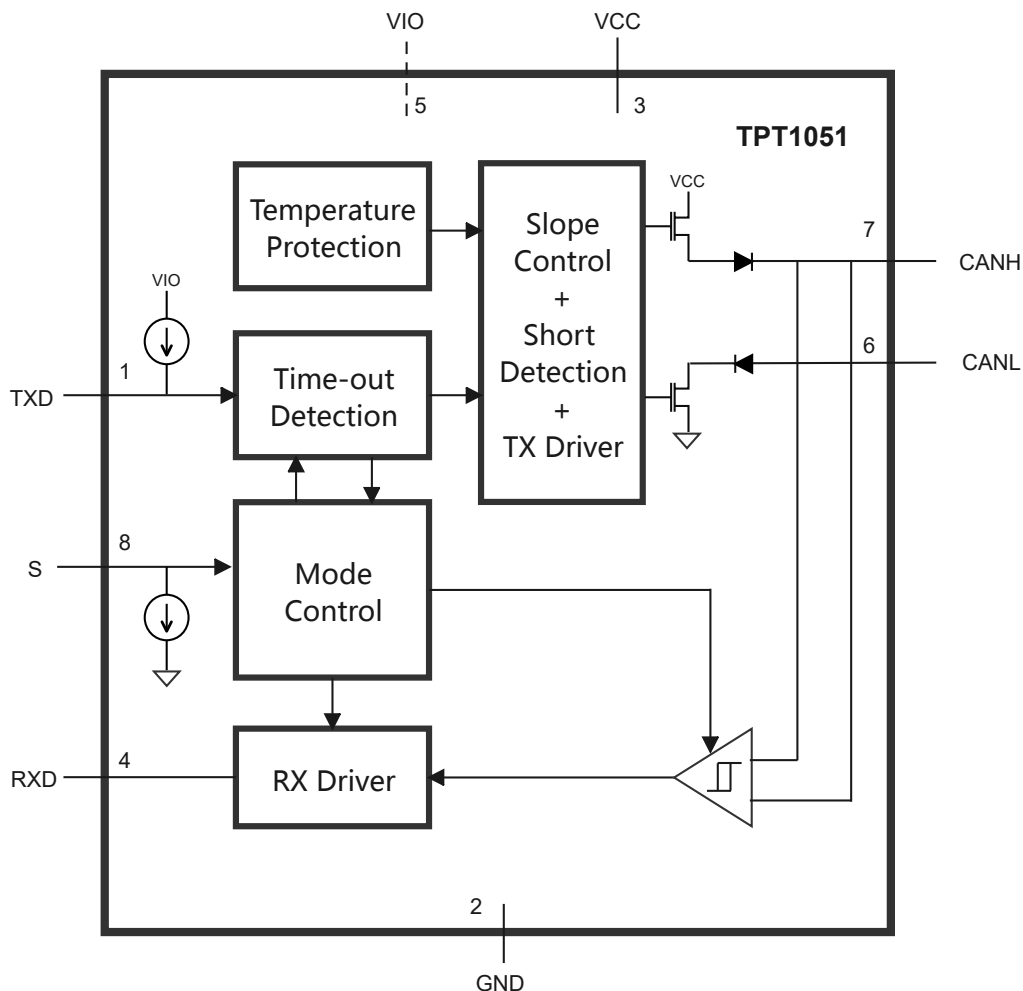 VIO
VCC
5
3
TPT1051
Temperature
Protection
Slope
Control
+
Short
Detection
+
TX Driver
VCC
7
CANH
VIO
1
TXD
Time-out
Detection
6
CANL
8
S
Mode
Control
4
RXD
RX Driver
2
GND